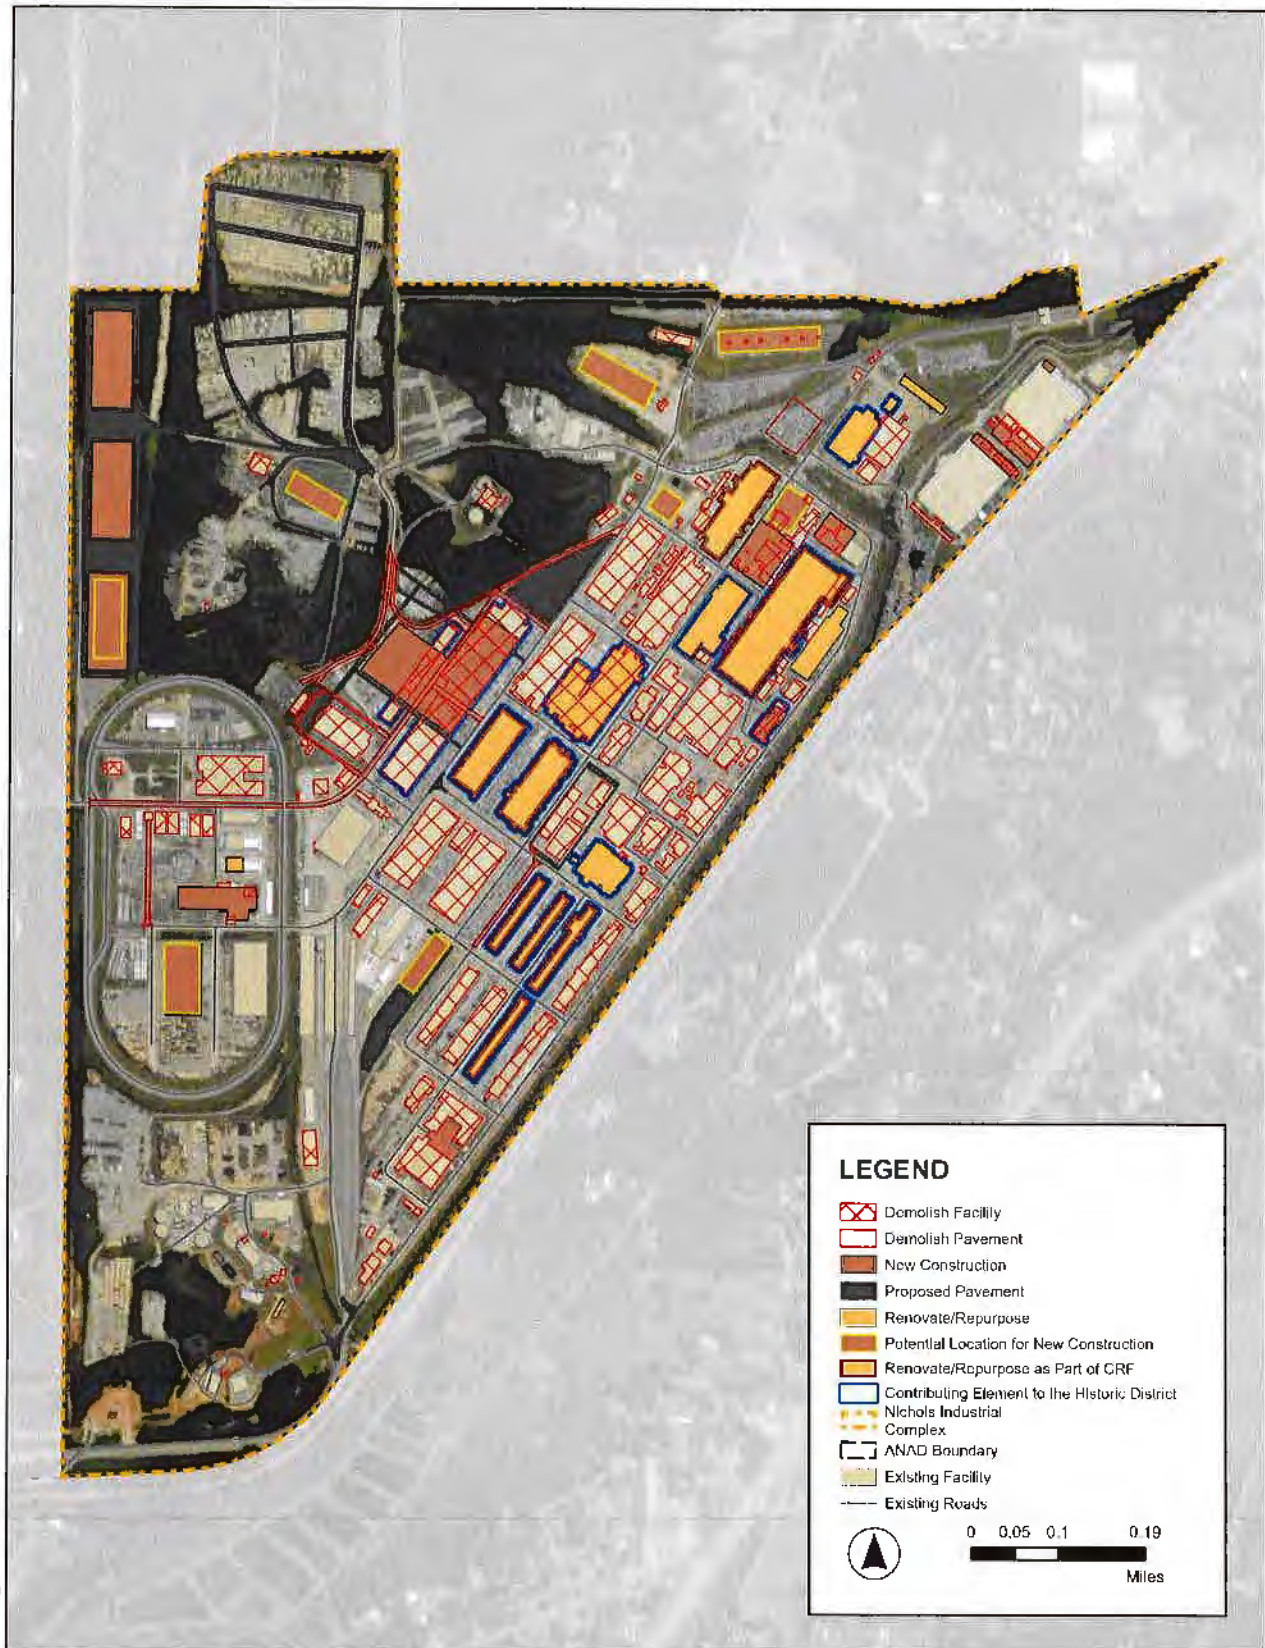 LEGEND
Demolish Facility
Demolish Pavement
New Construction
Proposed Pavement
Renovate/Repurpose
Potential Location for New Construction
Renovate/Repurpose as Part of CRF
Contributing Element to the Historic District
Nichols Industrial
Complex
ANAD Boundary
Existing Facility
Existing Roads
0 0.05 0.1 0.19
Miles